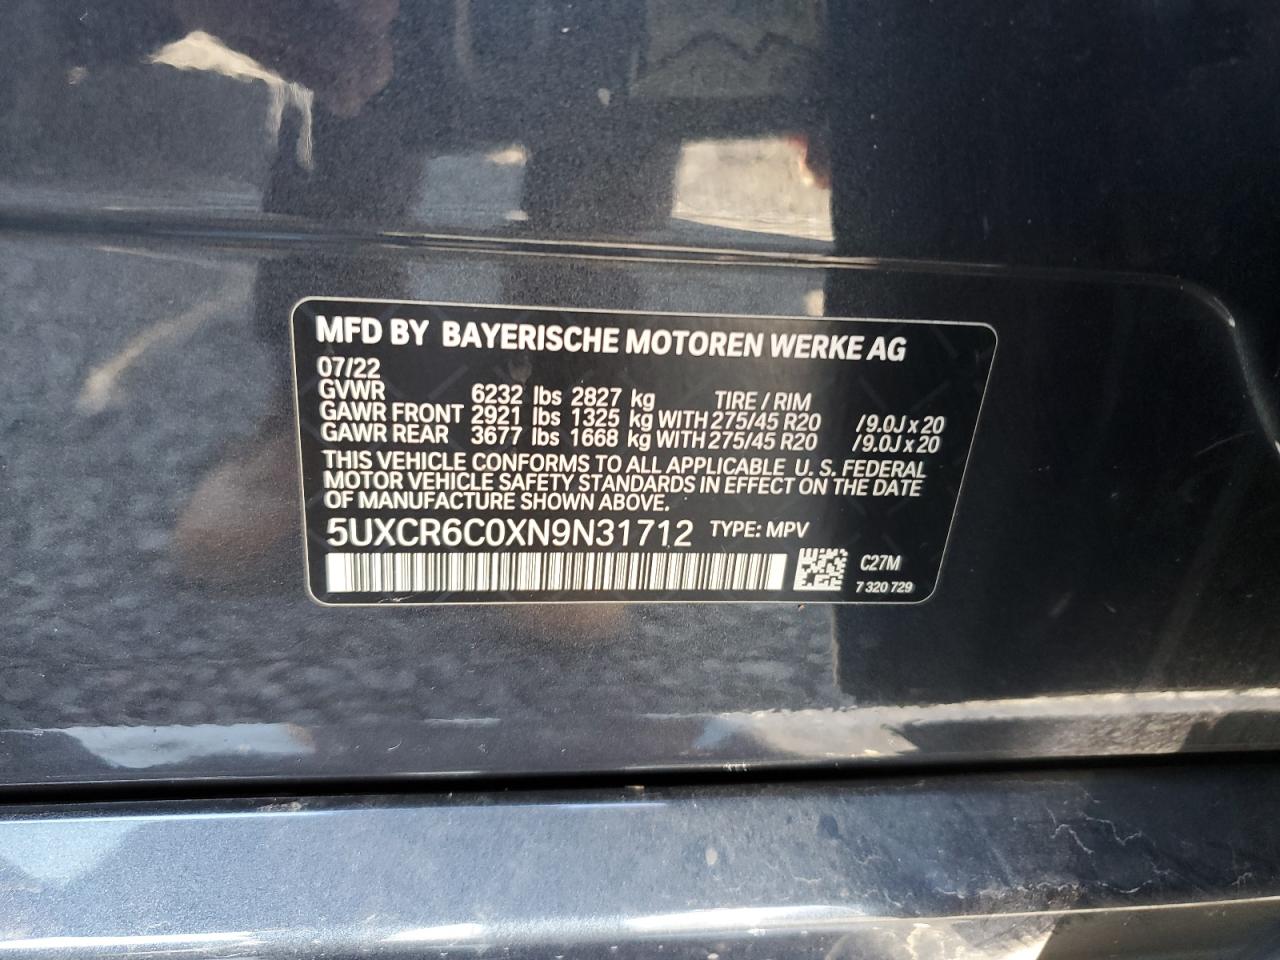 MFD BY BAYERISCHE MOTOREN WERKE AG
07/22
GVWR 6232 lbs 2827 kg TIRE / RIM
GAWR FRONT 2921 lbs 1325 kg WITH 275/45 R20 /9.0J x 20
GAWR REAR 3677 lbs 1668 kg WITH 275/45 R20 /9.0J x 20
THIS VEHICLE CONFORMS TO ALL APPLICABLE U. S. FEDERAL
MOTOR VEHICLE SAFETY STANDARDS IN EFFECT ON THE DATE
OF MANUFACTURE SHOWN ABOVE.
5UXCR6C0XN9N31712 TYPE: MPV
C27M
7 320 729